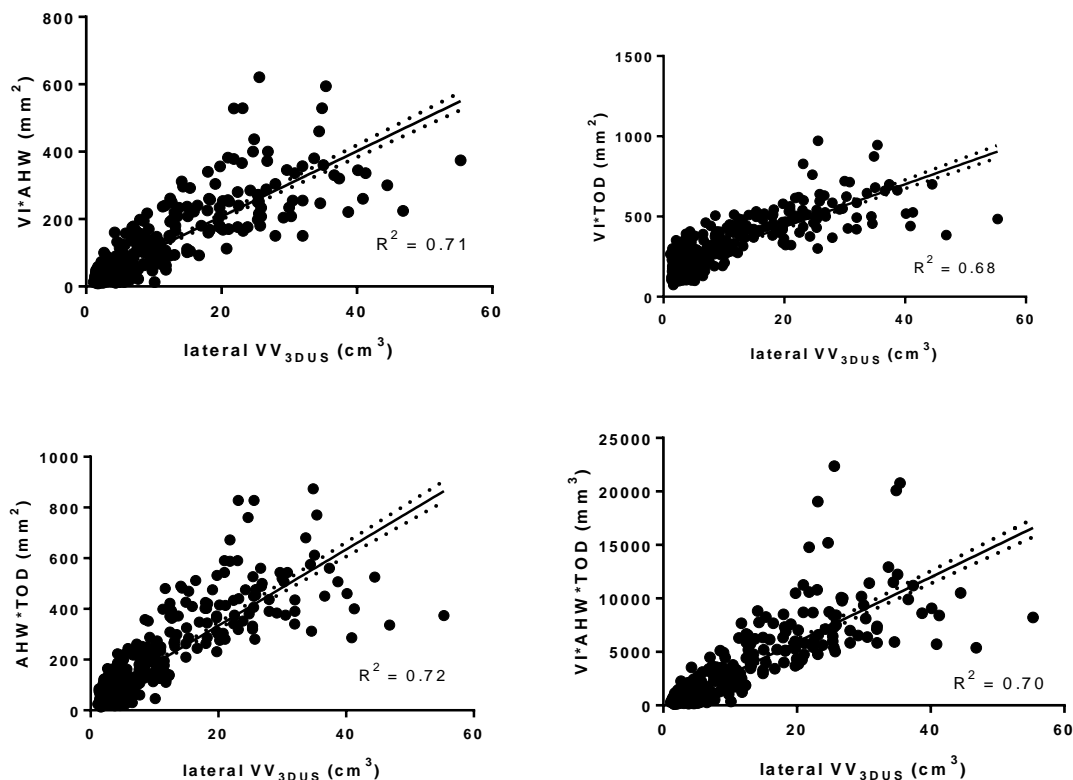 800
600
400
200
0
VI*AHW (mm²)
R² = 0.71
0 20 40 60
lateral VV₃DUS (cm³)
1500
1000
500
0
VI*TOD (mm²)
R² = 0.68
0 20 40 60
lateral VV₃DUS (cm³)
1000
800
600
400
200
0
AHW*TOD (mm²)
R² = 0.72
0 20 40 60
lateral VV₃DUS (cm³)
25000
20000
15000
10000
5000
0
VI*AHW*TOD (mm³)
R² = 0.70
0 20 40 60
lateral VV₃DUS (cm³)